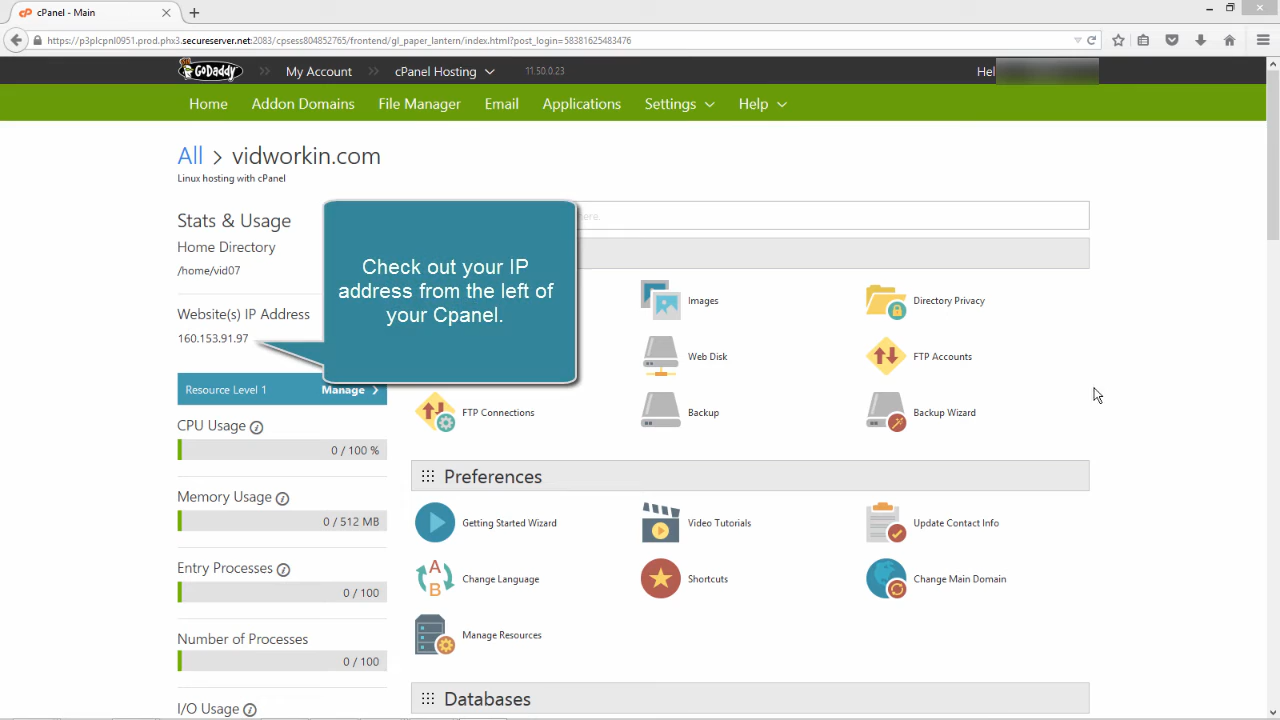 cPanel - Main
https://p3plcpnl0951.prod.phx3.secureserver.net:2083/cpsess804852765/frontend/gl_paper_lantern/index.html?post_login=58381625483476
GoDaddy My Account cPanel Hosting 11.50.0.23 Hel
Home Addon Domains File Manager Email Applications Settings Help
All > vidworkin.com
Linux hosting with cPanel
Stats & Usage
here.
Home Directory
/home/vid07
Check out your IP
address from the left of
your Cpanel.
Images Directory Privacy
Website(s) IP Address
160.153.91.97
Web Disk FTP Accounts
Resource Level 1 Manage
FTP Connections Backup Backup Wizard
CPU Usage
0 / 100 %
Preferences
Memory Usage
0 / 512 MB
Getting Started Wizard Video Tutorials Update Contact Info
Entry Processes
0 / 100
A
B
Change Language Shortcuts Change Main Domain
Number of Processes
0 / 100
Manage Resources
I/O Usage
Databases